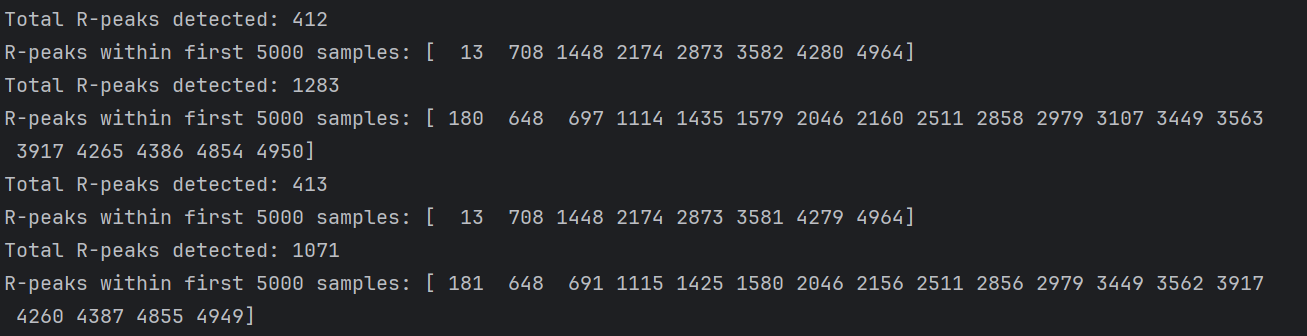 Total R-peaks detected: 412
R-peaks within first 5000 samples: [  13  708 1448 2174 2873 3582 4280 4964]
Total R-peaks detected: 1283
R-peaks within first 5000 samples: [ 180  648  697 1114 1435 1579 2046 2160 2511 2858 2979 3107 3449 3563
 3917 4265 4386 4854 4950]
Total R-peaks detected: 413
R-peaks within first 5000 samples: [  13  708 1448 2174 2873 3581 4279 4964]
Total R-peaks detected: 1071
R-peaks within first 5000 samples: [ 181  648  691 1115 1425 1580 2046 2156 2511 2856 2979 3449 3562 3917
 4260 4387 4855 4949]